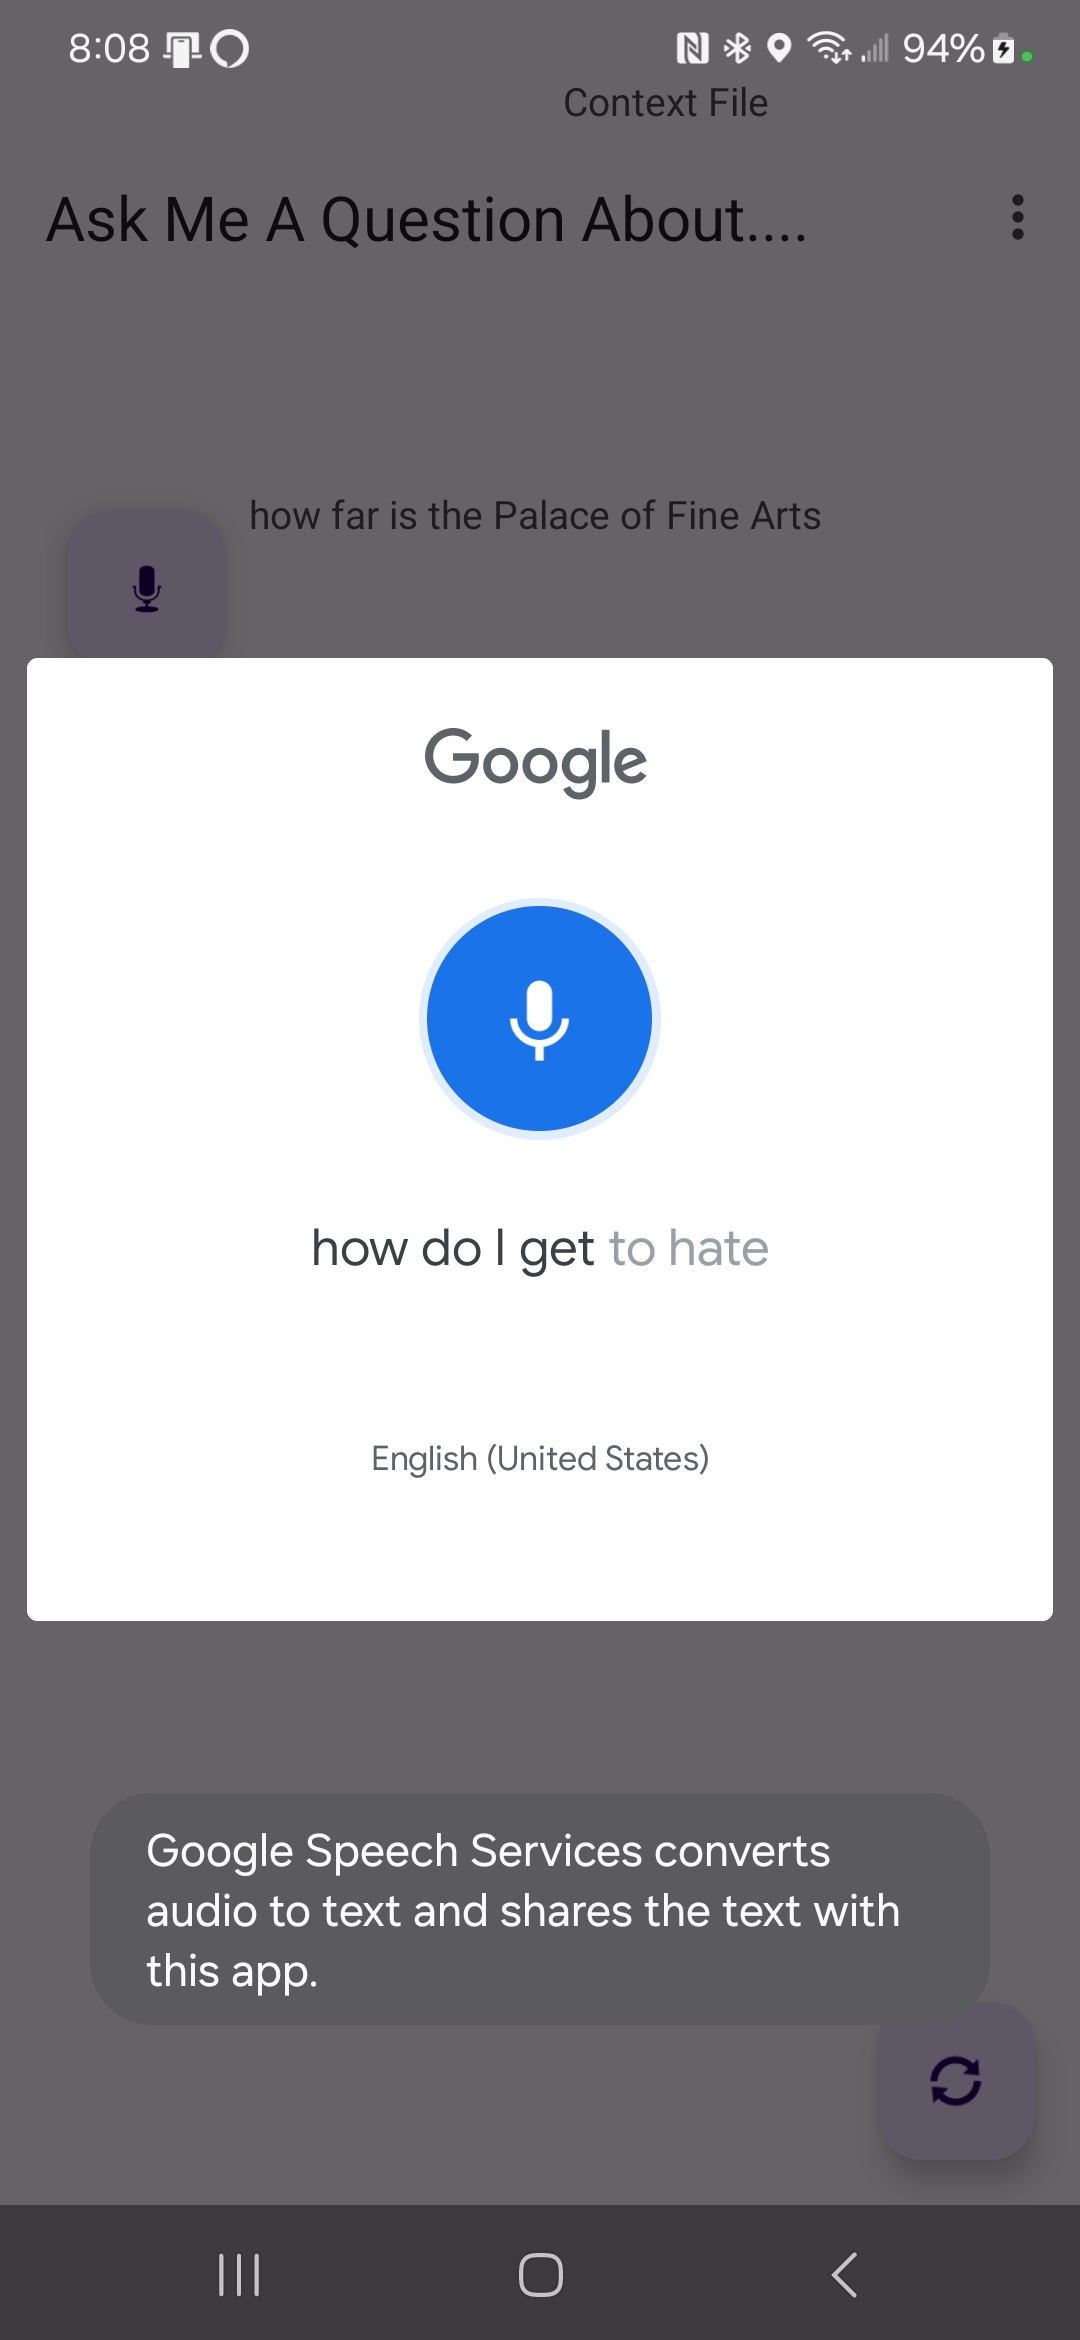 8:08
94%
Context File
Ask Me A Question About....
how far is the Palace of Fine Arts
Google
how do I get to hate
English (United States)
Google Speech Services converts
audio to text and shares the text with
this app.